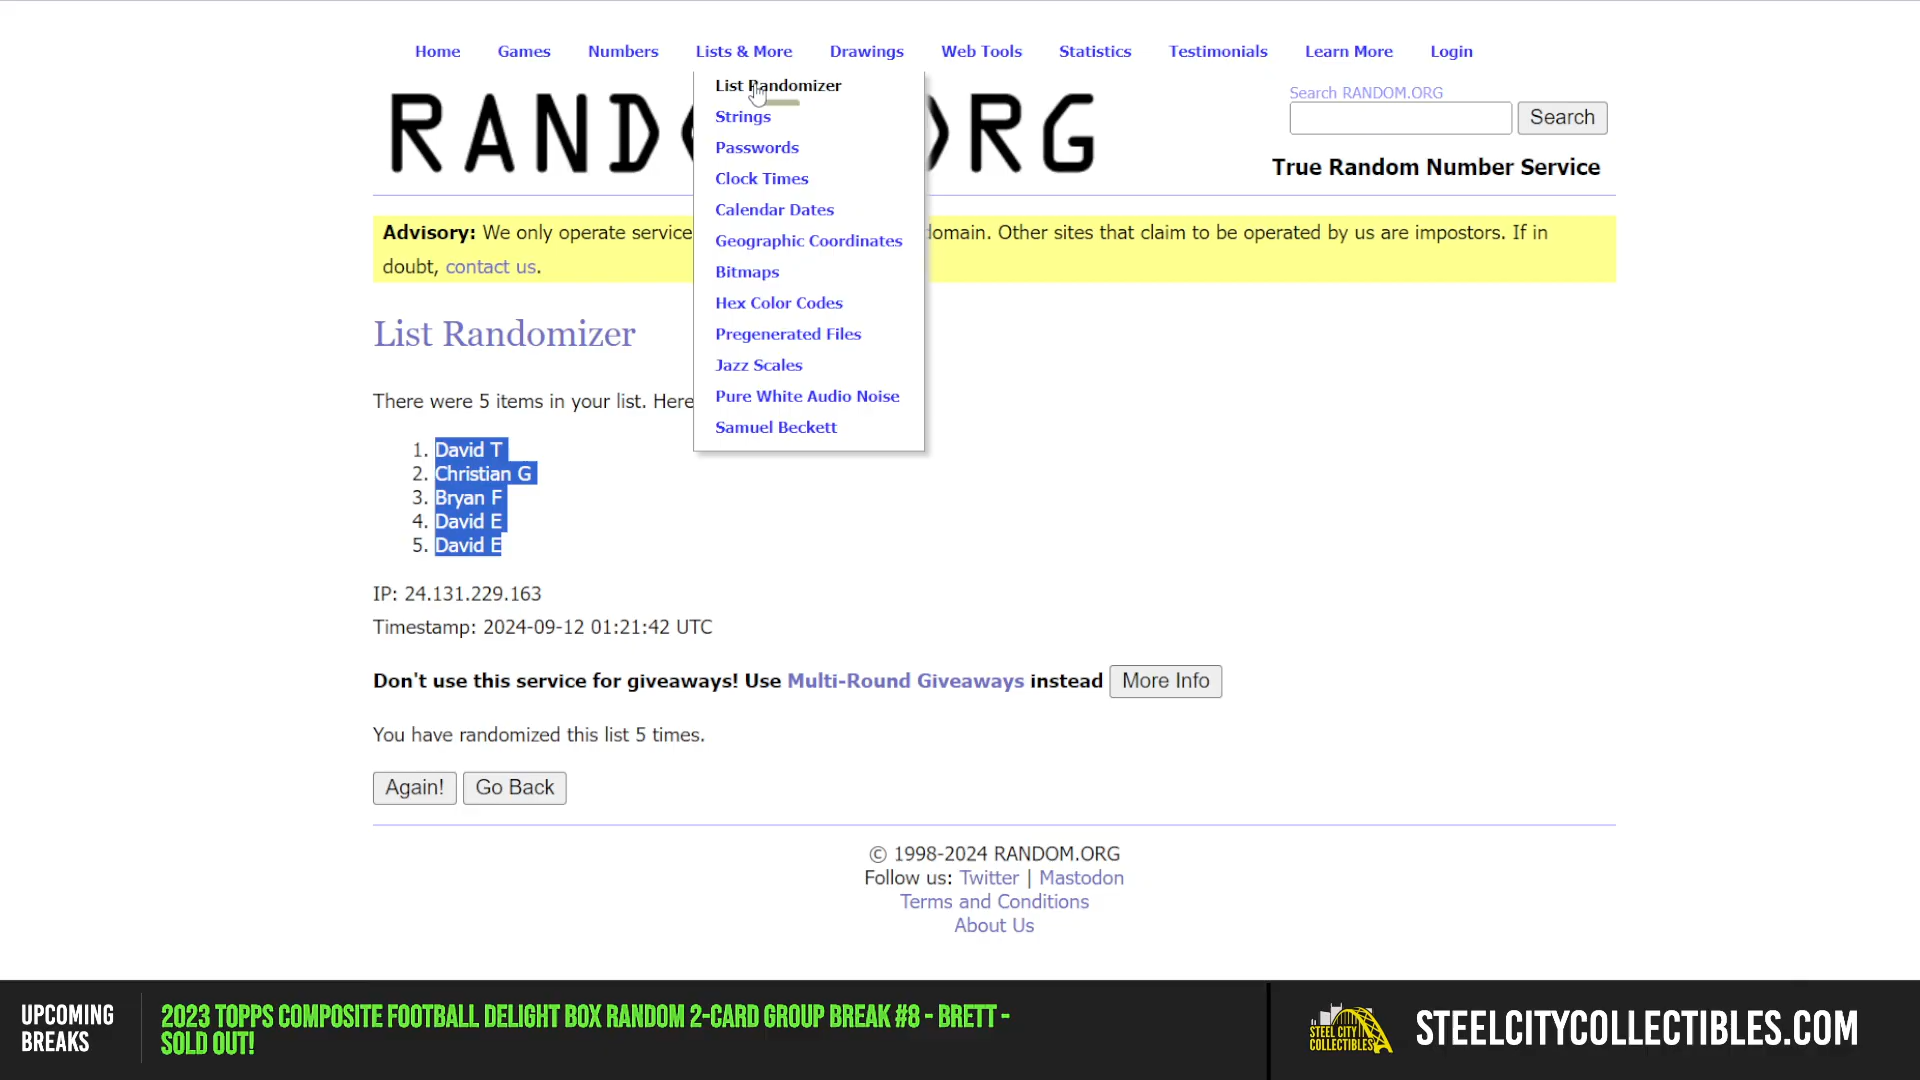 Home Games Numbers Lists & More Drawings Web Tools Statistics Testimonials Learn More Login
List Randomizer
Strings
Passwords
Clock Times
Calendar Dates
Geographic Coordinates
Bitmaps
Hex Color Codes
Pregenerated Files
Jazz Scales
Pure White Audio Noise
Samuel Beckett
RAND RG
Search RANDOM.ORG
Search
True Random Number Service
Advisory: We only operate service domain. Other sites that claim to be operated by us are impostors. If in
doubt, contact us.
List Randomizer
There were 5 items in your list. Here
1. David T
2. Christian G
3. Bryan F
4. David E
5. David E
IP: 24.131.229.163
Timestamp: 2024-09-12 01:21:42 UTC
Don't use this service for giveaways! Use Multi-Round Giveaways instead More Info
You have randomized this list 5 times.
Again! Go Back
© 1998-2024 RANDOM.ORG
Follow us: Twitter | Mastodon
Terms and Conditions
About Us
UPCOMING
BREAKS
2023 TOPPS COMPOSITE FOOTBALL DELIGHT BOX RANDOM 2-CARD GROUP BREAK #8 - BRETT -
SOLD OUT!
STEEL CITY
COLLECTIBLES
STEELCITYCOLLECTIBLES.COM